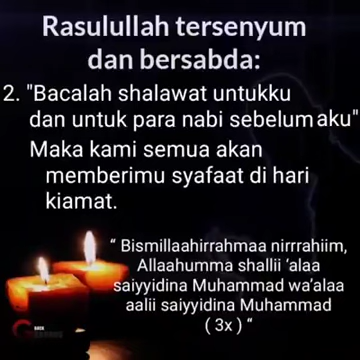 Rasulullah tersenyum
dan bersabda:
2. "Bacalah shalawat untukku
dan untuk para nabi sebelum aku"
Maka kami semua akan
memberimu syafaat di hari
kiamat.
“ Bismillaahirrahmaa nirrrahiim,
Allaahumma shallii ‘alaa
saiyyidina Muhammad wa’alaa
aalii saiyyidina Muhammad
( 3x ) “